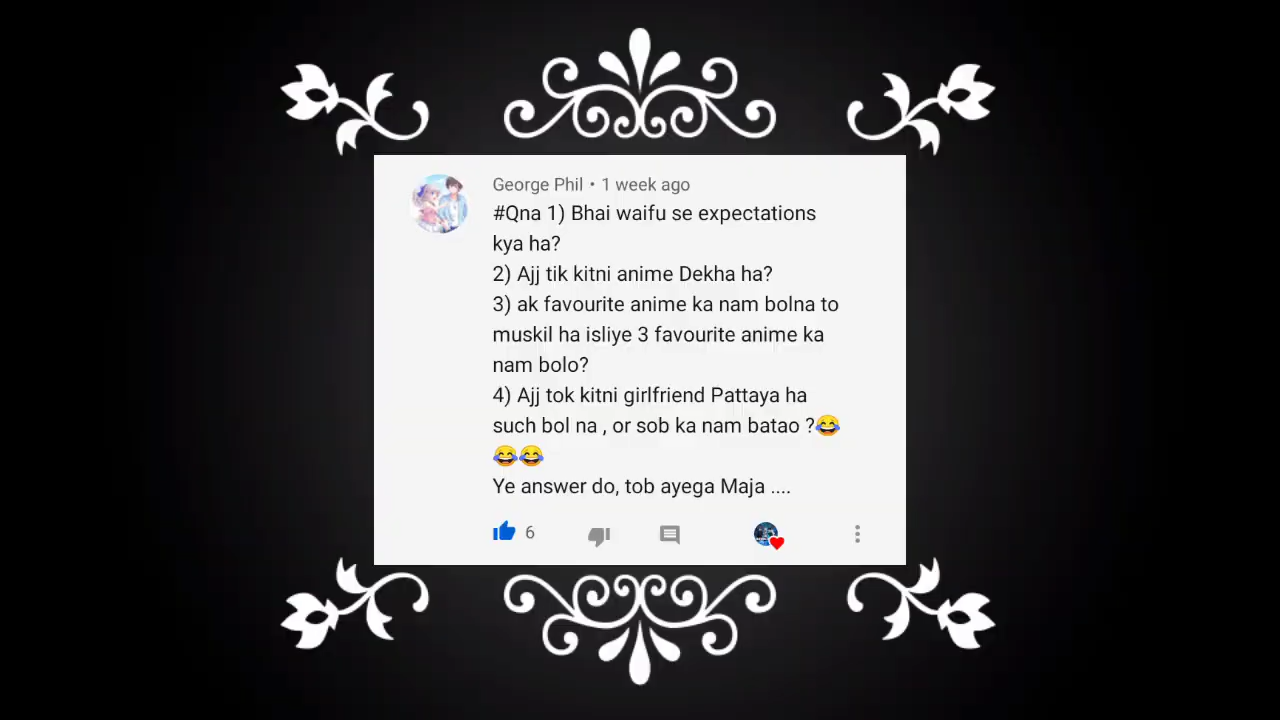 George Phil • 1 week ago
#Qna 1) Bhai waifu se expectations
kya ha?
2) Ajj tik kitni anime Dekha ha?
3) ak favourite anime ka nam bolna to
muskil ha isliye 3 favourite anime ka
nam bolo?
4) Ajj tok kitni girlfriend Pattaya ha
such bol na , or sob ka nam batao ?😂
😂😂
Ye answer do, tob ayega Maja ....
6